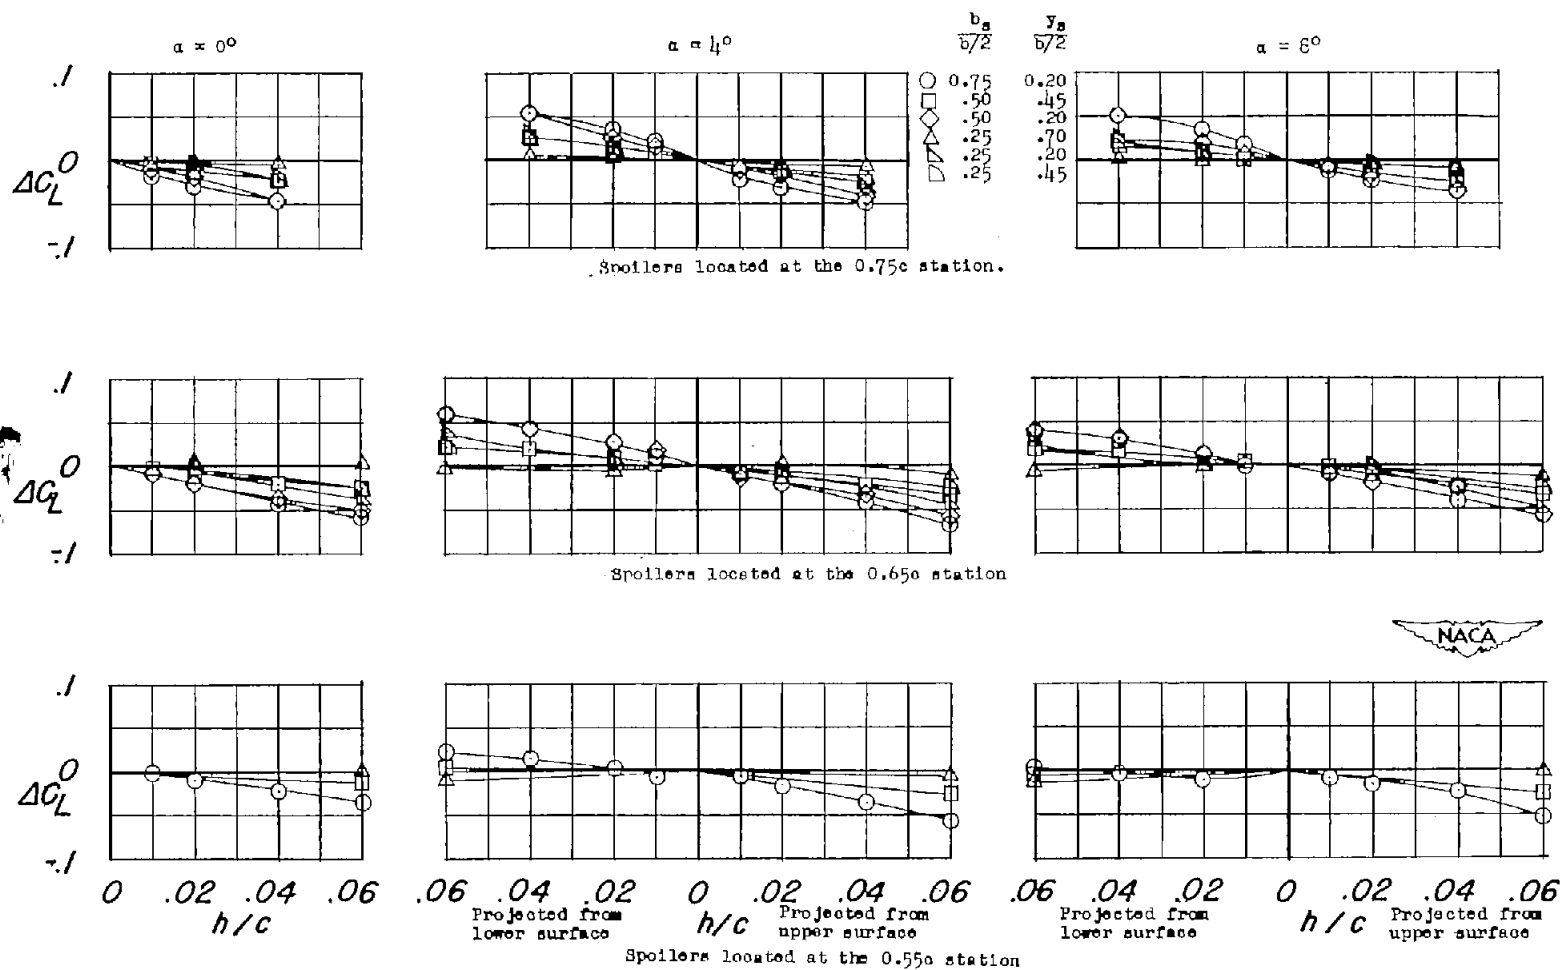 α = 0°
α = 4°
b_s
b/2
y_s
b/2
α = 8°
0.75 0.20
.50 .45
.50 .20
.25 .70
.25 .20
.25 .45
.1
0
ΔC_L
-.1
Spoilers located at the 0.75c station.
.1
0
ΔC_L
-.1
Spoilers located at the 0.65c station
NACA
.1
0
ΔC_L
-.1
0 .02 .04 .06 .06 .04 .02 0 .02 .04 .06 .06 .04 .02 0 .02 .04 .06
h/c
Projected from
lower surface
h/c
Projected from
upper surface
Projected from
lower surface
h/c
Projected from
upper surface
Spoilers located at the 0.55c station